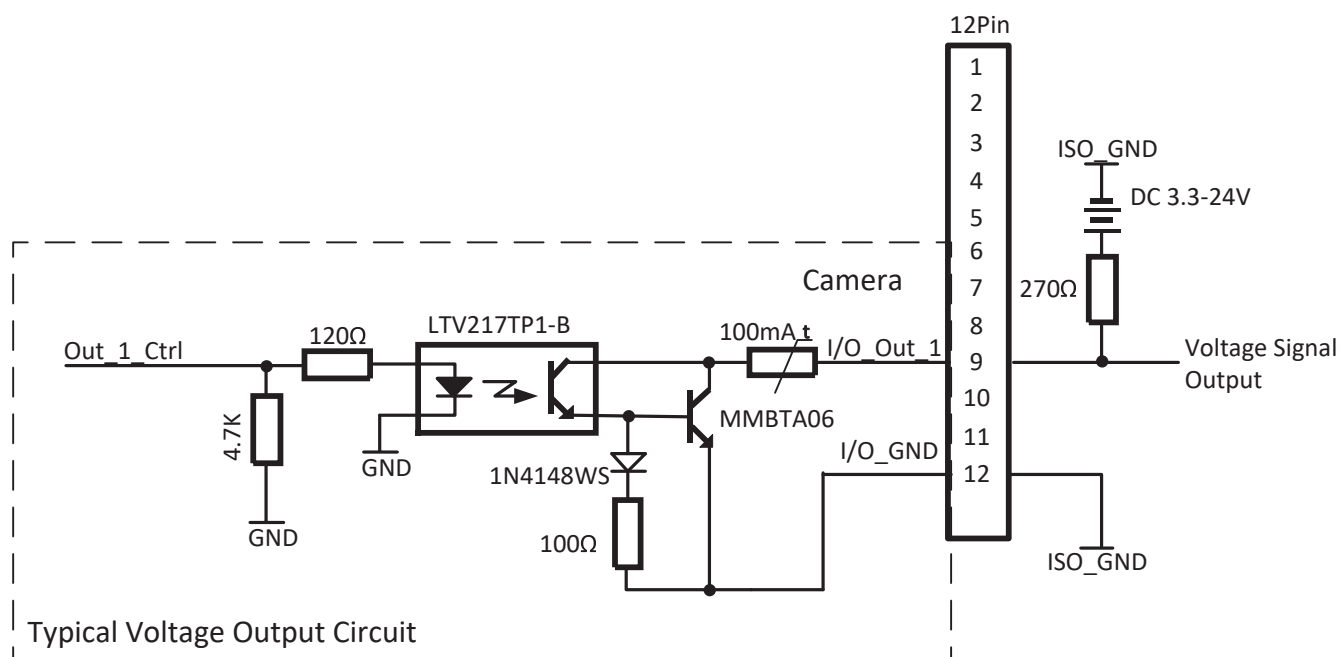 12Pin
1
2
3
4
5
6
7
8
9
10
11
12
ISO_GND
DC 3.3-24V
270Ω
Voltage Signal
Output
ISO_GND
Camera
LTV217TP1-B
120Ω
Out_1_Ctrl
100mA t
I/O_Out_1
4.7K
GND
GND
MMBTA06
I/O_GND
1N4148WS
100Ω
Typical Voltage Output Circuit